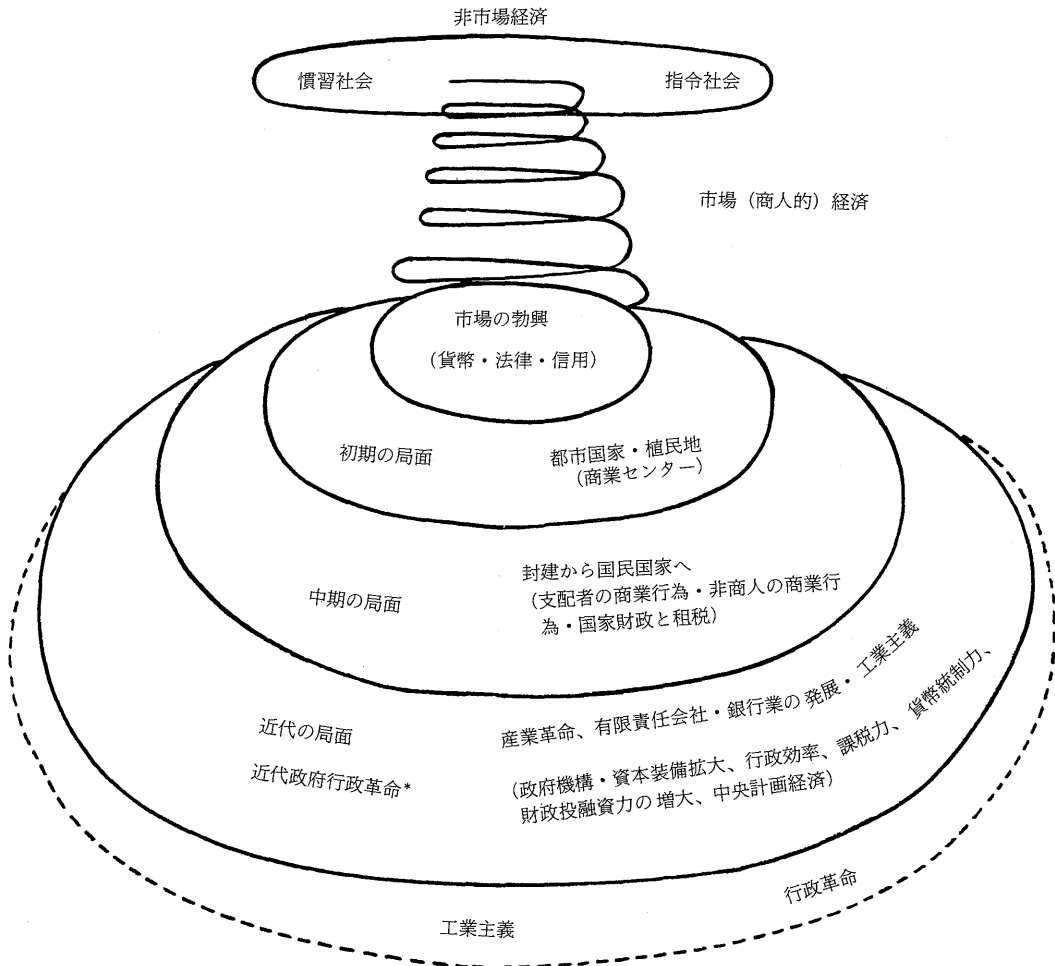 非市場経済
慣習社会
指令社会
市場（商人的）経済
市場の勃興
（貨幣・法律・信用）
初期の局面
都市国家・植民地
（商業センター）
中期の局面
封建から国民国家へ
（支配者の商業行為・非商人の商業行
為・国家財政と租税）
近代の局面
産業革命、有限責任会社・銀行業の発展・工業主義
近代政府行政革命*
（政府機構・資本装備拡大、行政効率、課税力、貨幣統制力、
財政投融資力の増大、中央計画経済）
行政革命
工業主義